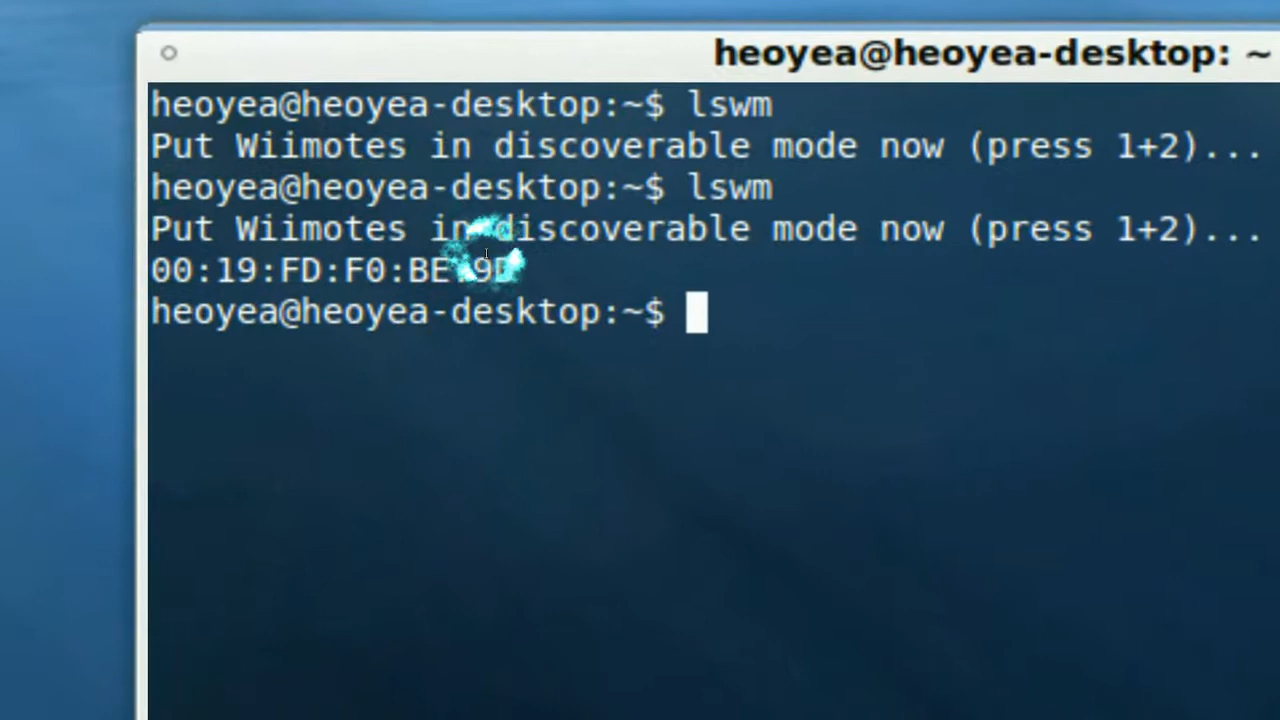 heoyea@heoyea-desktop: ~
heoyea@heoyea-desktop:~$ lswm
Put Wiimotes in discoverable mode now (press 1+2)...
heoyea@heoyea-desktop:~$ lswm
Put Wiimotes in discoverable mode now (press 1+2)...
00:19:FD:F0:BE:9D
heoyea@heoyea-desktop:~$